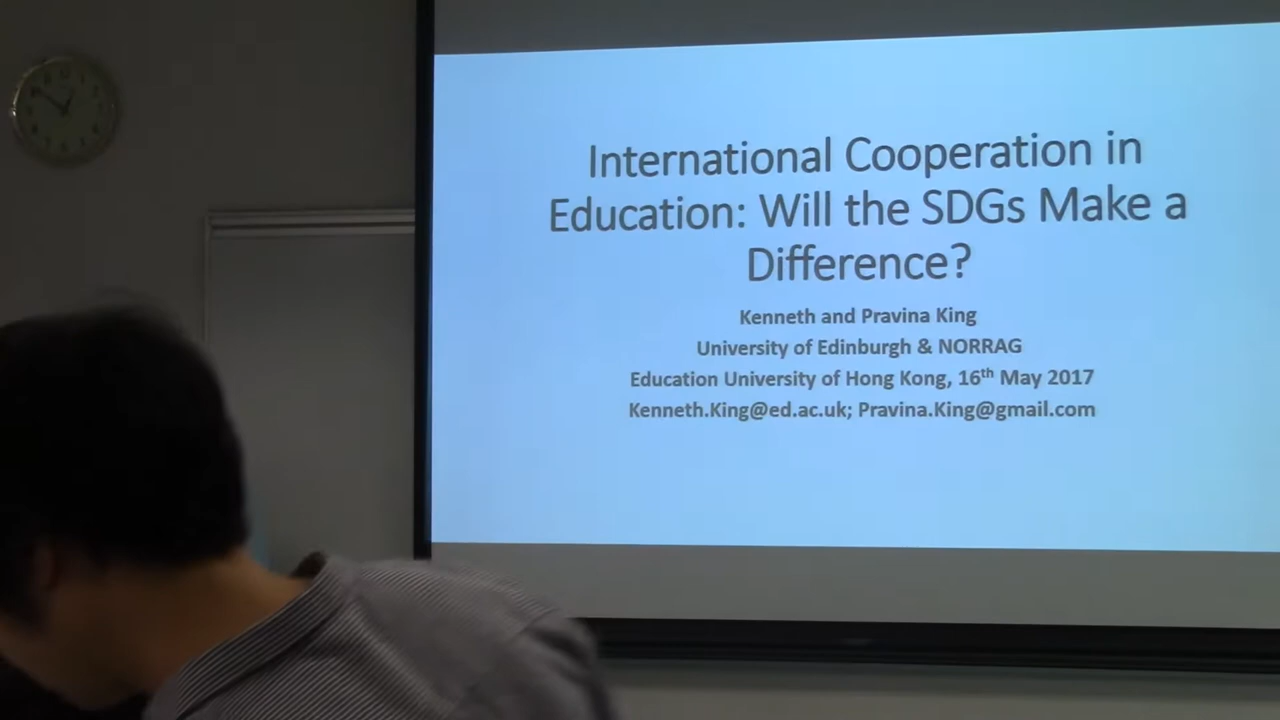 International Cooperation in
Education: Will the SDGs Make a
Difference?
Kenneth and Pravina King
University of Edinburgh & NORRAG
Education University of Hong Kong, 16th May 2017
Kenneth.King@ed.ac.uk; Pravina.King@gmail.com